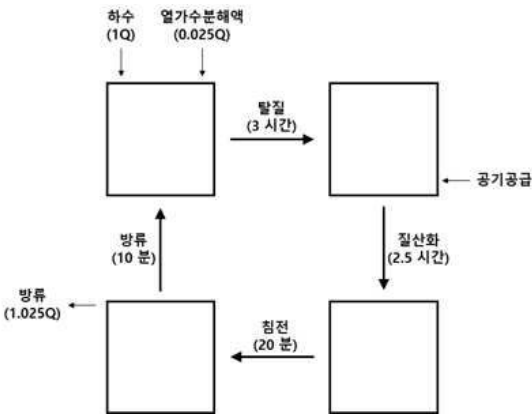 하수
(1Q)
열가수분해액
(0.025Q)
탈질
(3 시간)
공기공급
방류
(10 분)
질산화
(2.5 시간)
방류
(1.025Q)
침전
(20 분)